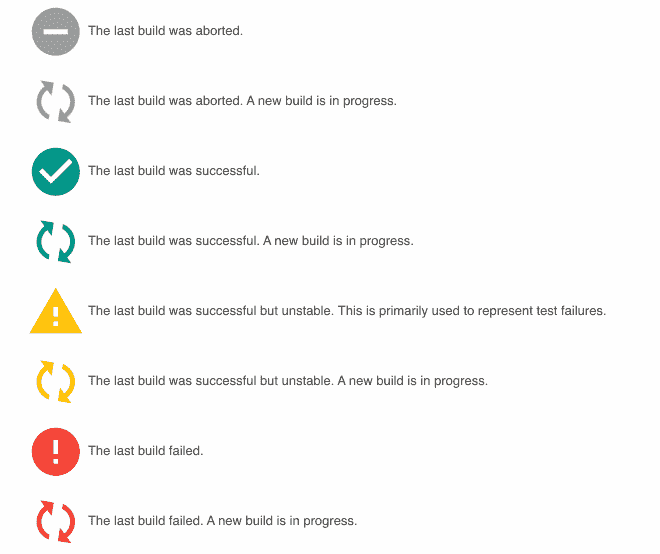 The last build was aborted.
The last build was aborted. A new build is in progress.
The last build was successful.
The last build was successful. A new build is in progress.
The last build was successful but unstable. This is primarily used to represent test failures.
The last build was successful but unstable. A new build is in progress.
The last build failed.
The last build failed. A new build is in progress.